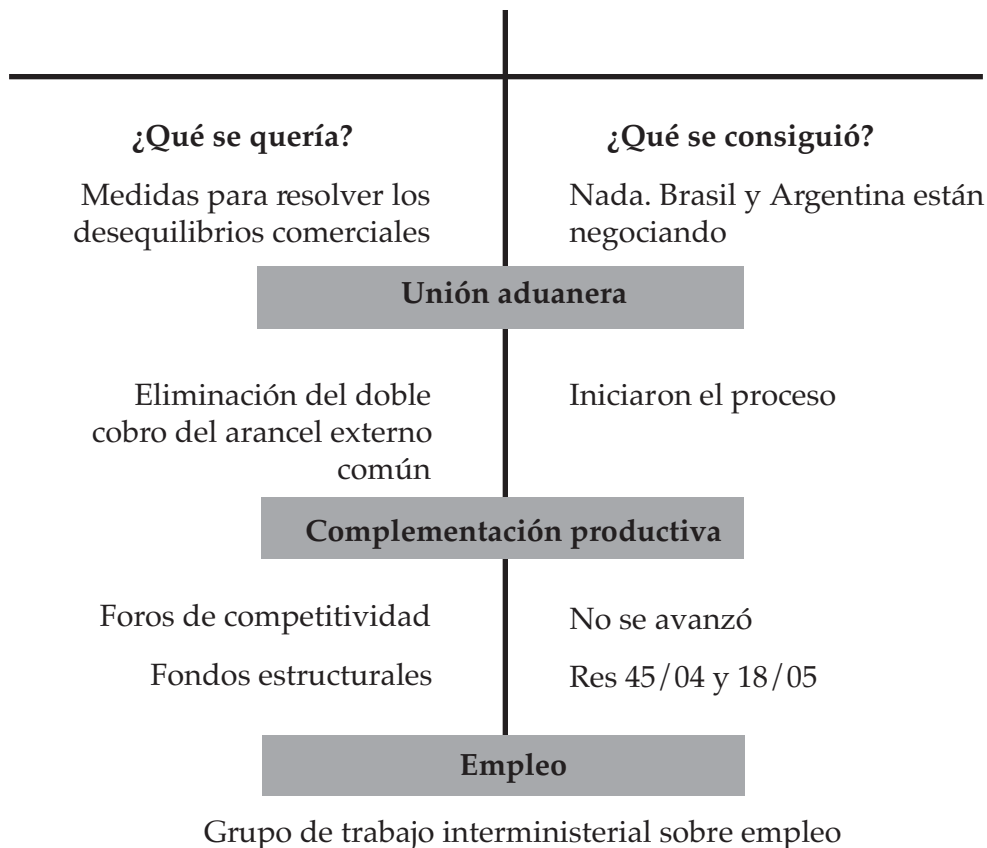 ¿Qué se quería?
¿Qué se consiguió?
Medidas para resolver los
desequilibrios comerciales
Nada. Brasil y Argentina están
negociando
Unión aduanera
Eliminación del doble
cobro del arancel externo
común
Iniciaron el proceso
Complementación productiva
Foros de competitividad
No se avanzó
Fondos estructurales
Res 45/04 y 18/05
Empleo
Grupo de trabajo interministerial sobre empleo